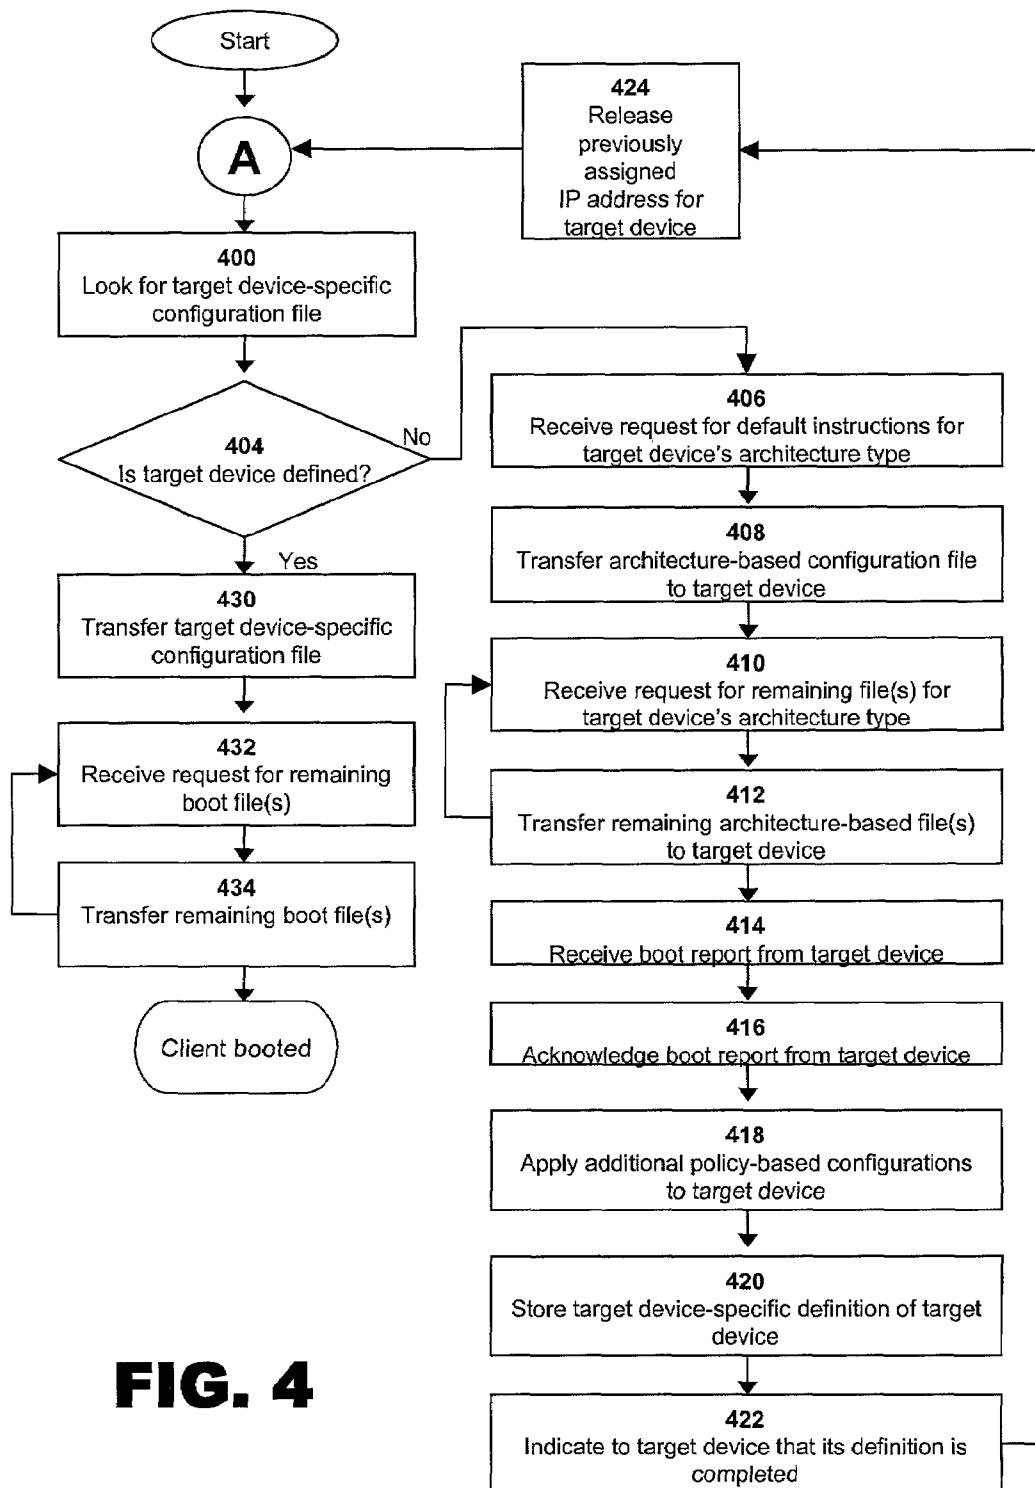 Start
A
424
Release
previously
assigned
IP address for
target device
400
Look for target device-specific
configuration file
404
Is target device defined?
No
Yes
406
Receive request for default instructions for
target device's architecture type
408
Transfer architecture-based configuration file
to target device
410
Receive request for remaining file(s) for
target device's architecture type
412
Transfer remaining architecture-based file(s)
to target device
414
Receive boot report from target device
416
Acknowledge boot report from target device
418
Apply additional policy-based configurations
to target device
420
Store target device-specific definition of target
device
422
Indicate to target device that its definition is
completed
430
Transfer target device-specific
configuration file
432
Receive request for remaining
boot file(s)
434
Transfer remaining boot file(s)
Client booted
FIG. 4